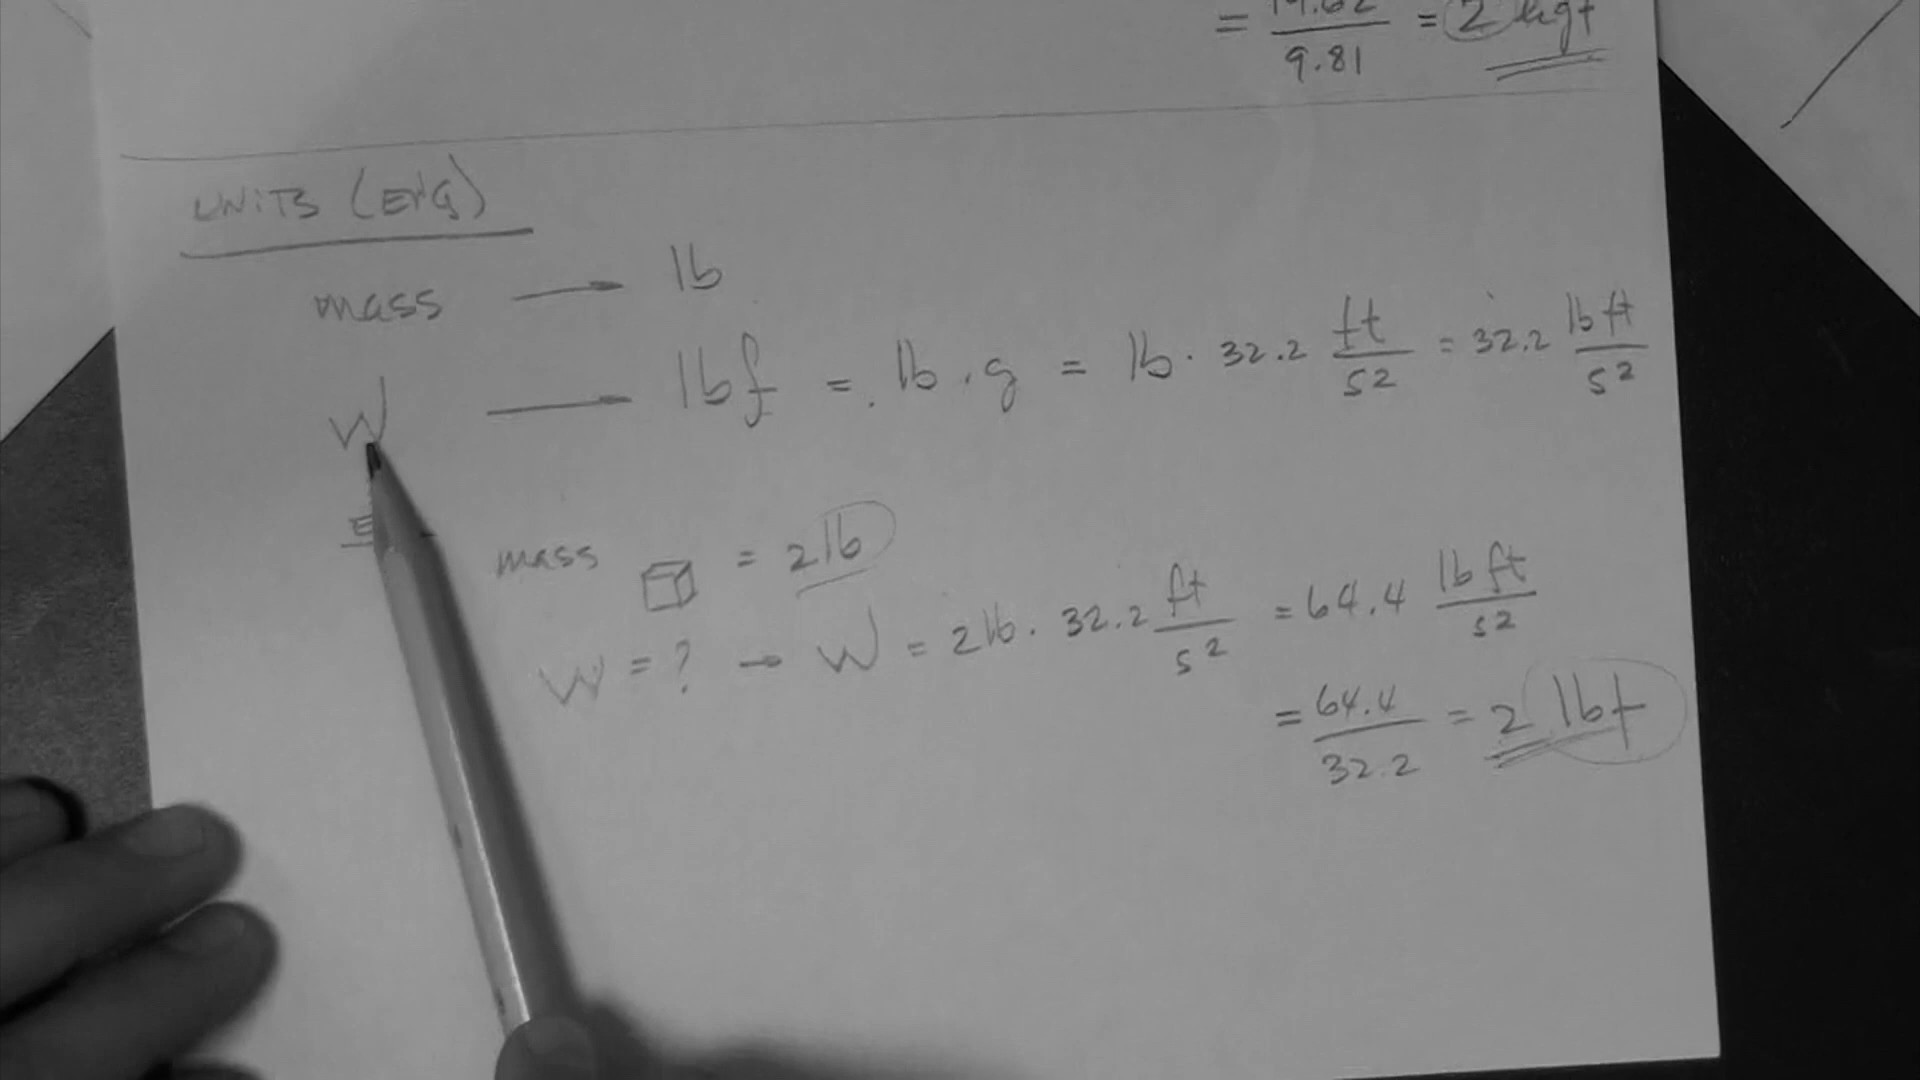 = 19.62 / 9.81 = 2 kgf
UNITS (ENG)
mass → lb
W → lbf = lb . g = lb . 32.2 ft / s2 = 32.2 lb ft / s2
mass = 2 lb
W = ? → W = 2 lb . 32.2 ft / s2 = 64.4 lb ft / s2
= 64.4 / 32.2 = 2 lbf